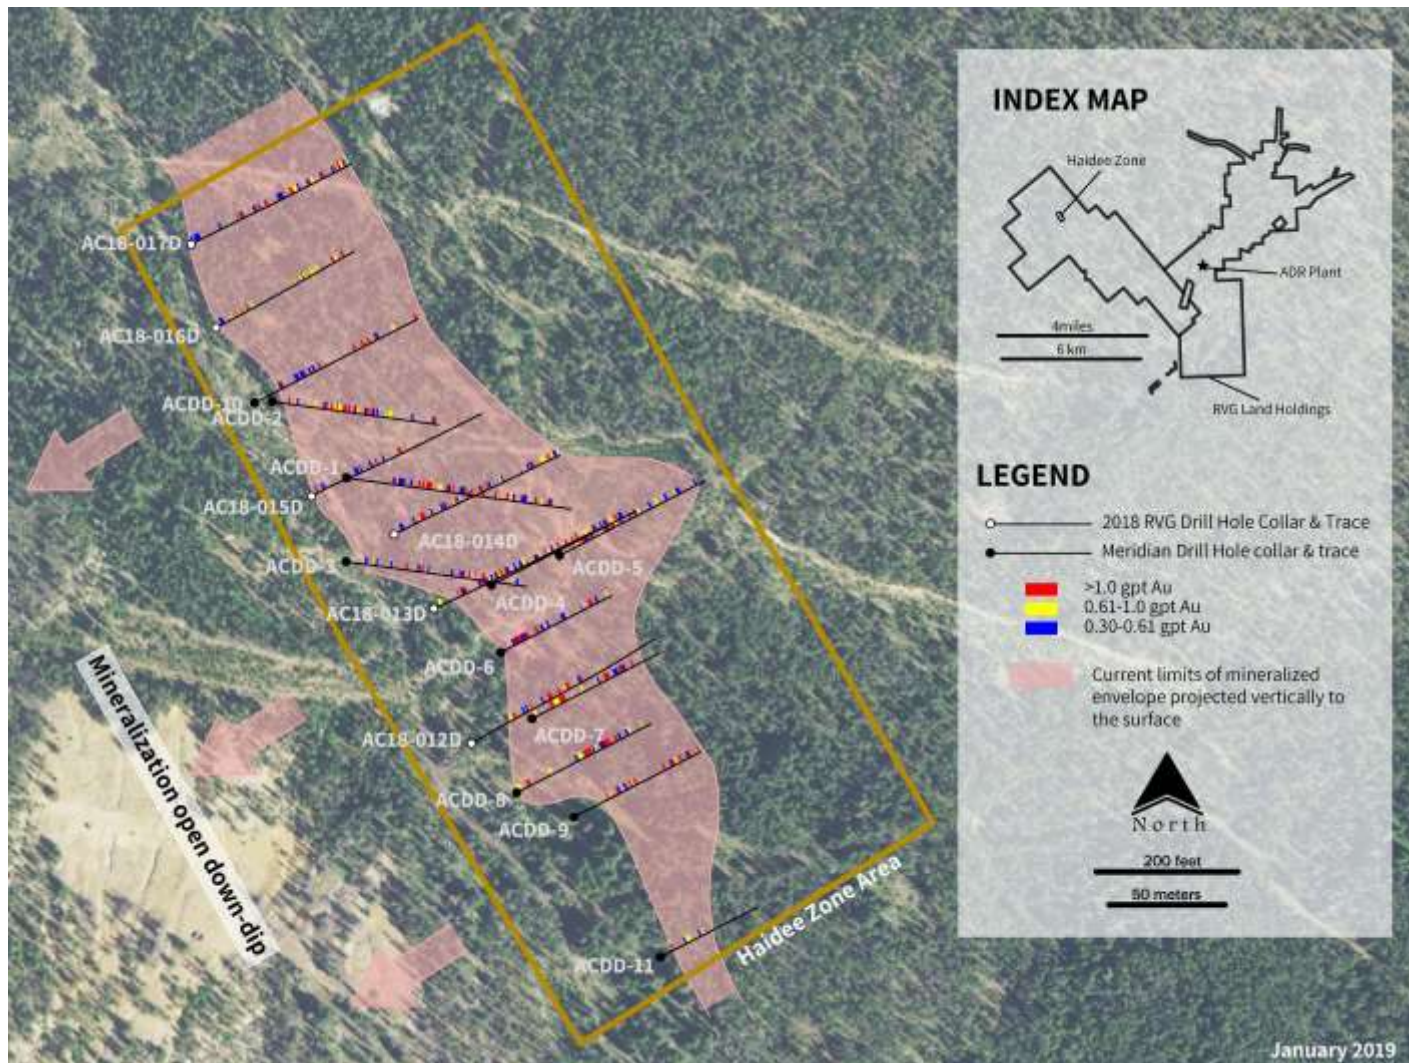 INDEX MAP
Haidee Zone
ADR Plant
4miles
6 km
RVG Land Holdings
LEGEND
2018 RVG Drill Hole Collar & Trace
Meridian Drill Hole collar & trace
>1.0 gpt Au
0.61-1.0 gpt Au
0.30-0.61 gpt Au
Current limits of mineralized
envelope projected vertically to
the surface
North
200 feet
50 meters
AC18-017D
AC18-016D
ACDD-10
ACDD-2
ACDD-1
AC18-015D
AC18-014D
ACDD-3
ACDD-5
ACDD-4
AC18-013D
ACDD-6
ACDD-7
AC18-012D
ACDD-8
ACDD-9
ACDD-11
Mineralization open down-dip
Haidee Zone Area
January 2019